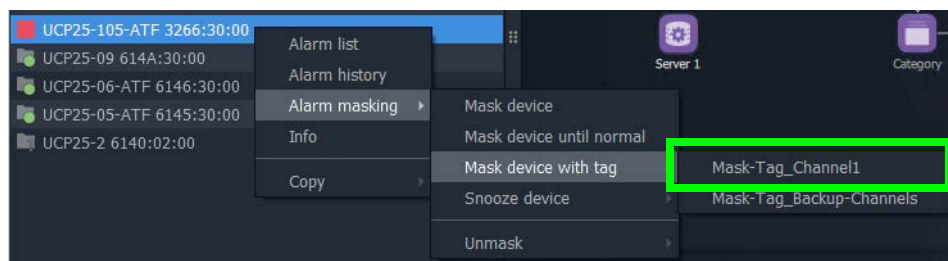 UCP25-105-ATF 3266:30:00
UCP25-09 614A:30:00
UCP25-06-ATF 6146:30:00
UCP25-05-ATF 6145:30:00
UCP25-2 6140:02:00
Alarm list
Alarm history
Alarm masking
Info
Copy
Mask device
Mask device until normal
Mask device with tag
Snooze device
Unmask
Mask-Tag_Channel1
Mask-Tag_Backup-Channels
Server 1
Category